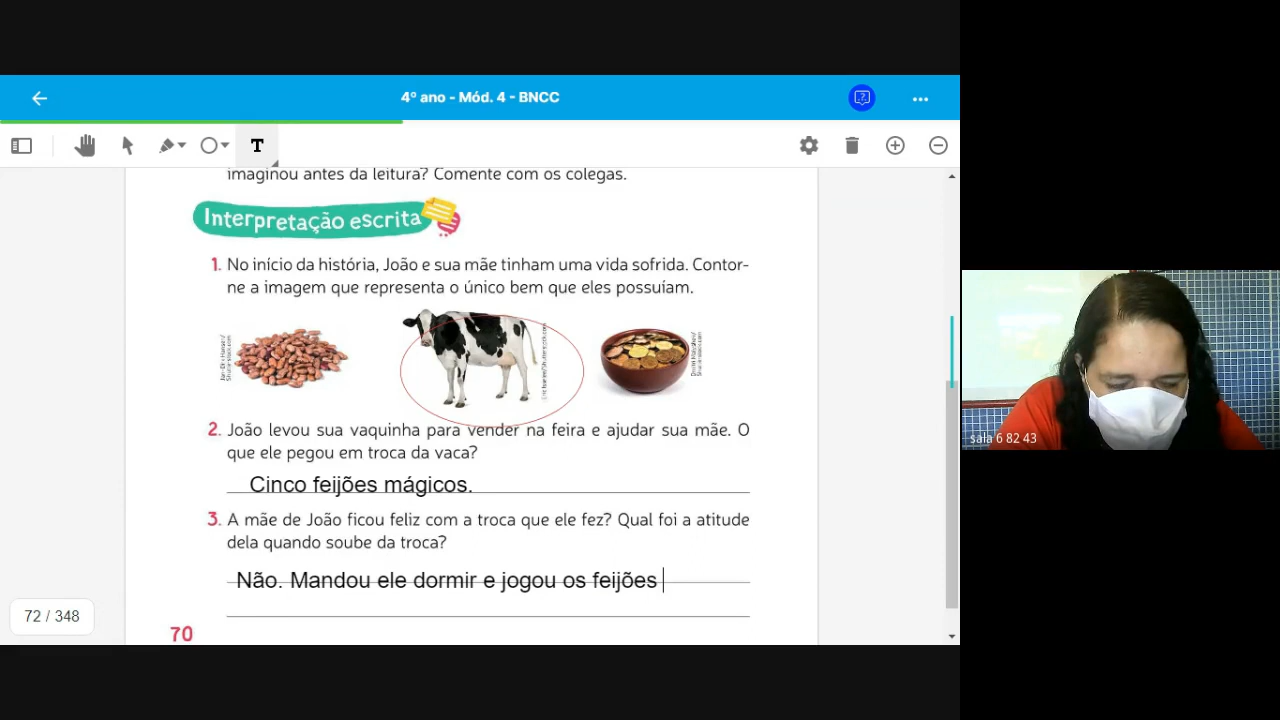 4º ano - Mód. 4 - BNCC
T
imaginou antes da leitura? Comente com os colegas.
Interpretação escrita
1. No início da história, João e sua mãe tinham uma vida sofrida. Contor-
ne a imagem que representa o único bem que eles possuíam.
2. João levou sua vaquinha para vender na feira e ajudar sua mãe. O
que ele pegou em troca da vaca?
Cinco feijões mágicos.
3. A mãe de João ficou feliz com a troca que ele fez? Qual foi a atitude
dela quando soube da troca?
Não. Mandou ele dormir e jogou os feijões
72 / 348
70
sala 6 82 43